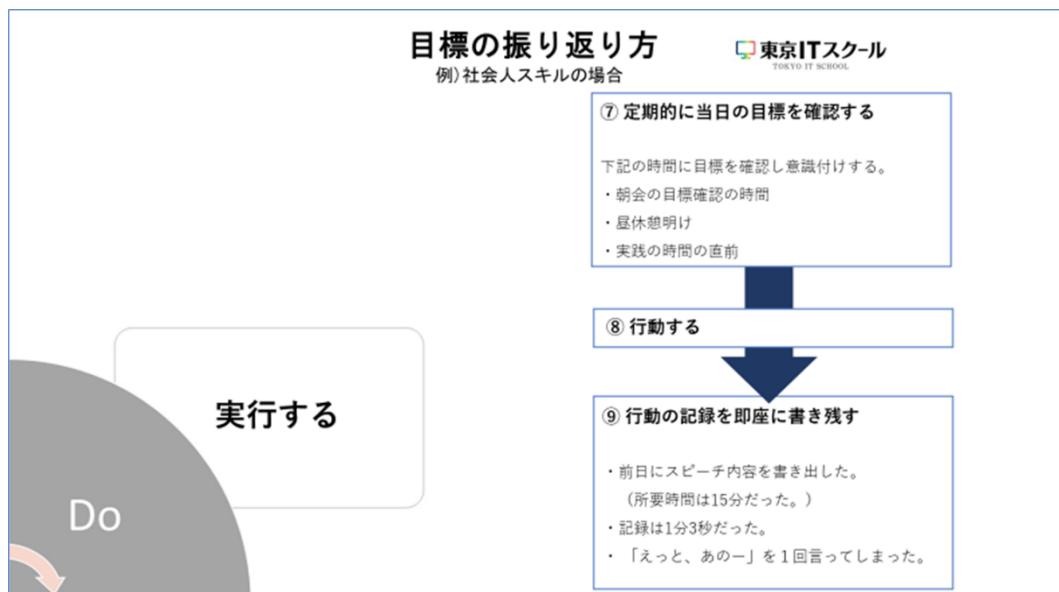 目標の振り返り方
例）社会人スキルの場合
東京ITスクール
TOKYO IT SCHOOL
⑦ 定期的に当日の目標を確認する
下記の時間に目標を確認し意識付けする。
・朝会の目標確認の時間
・昼休憩明け
・実践の時間の直前
⑧ 行動する
実行する
Do
⑨ 行動の記録を即座に書き残す
・前日にスピーチ内容を書き出した。
（所要時間は15分だった。）
・記録は1分3秒だった。
・「えっと、あのー」を１回言ってしまった。